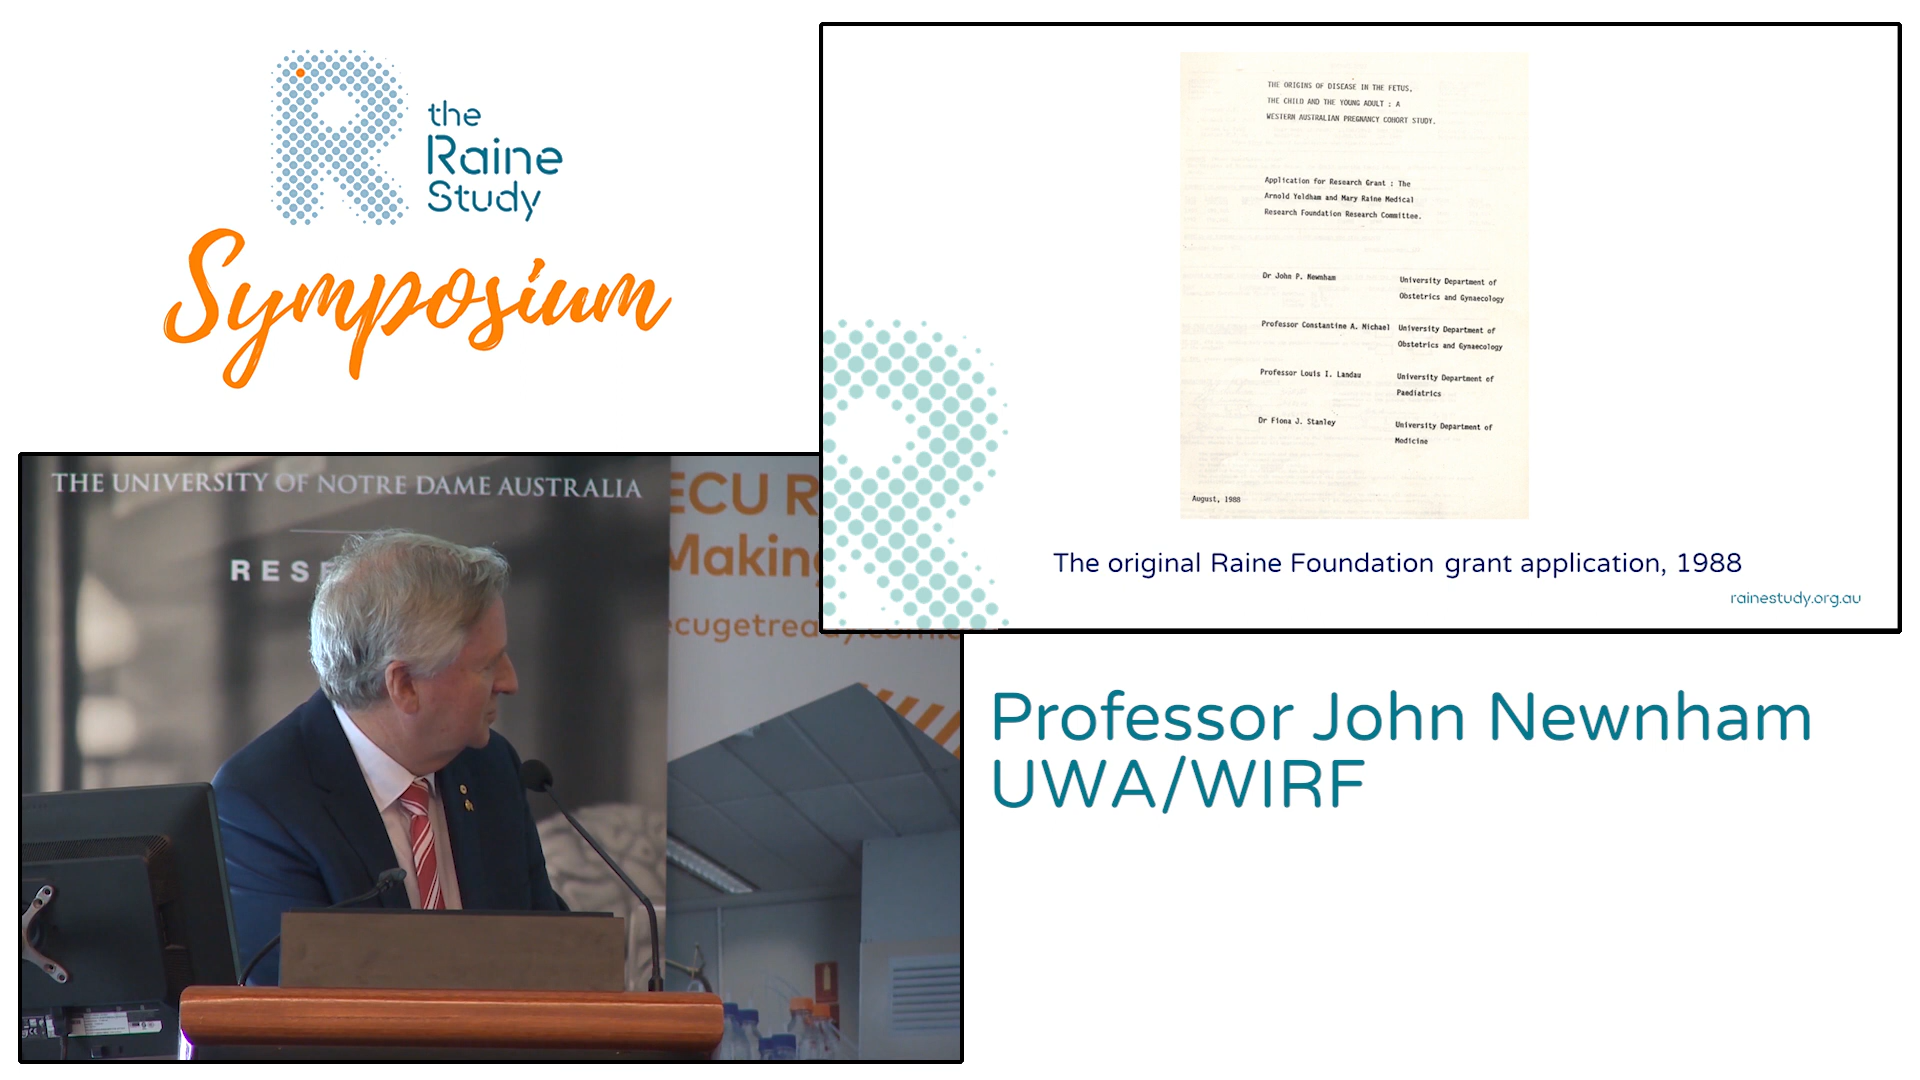 the
Raine
Study
Symposium
THE ORIGINS OF DISEASE IN THE FETUS,
THE CHILD AND THE YOUNG ADULT : A
WESTERN AUSTRALIAN PREGNANCY COHORT STUDY.
Application for Research Grant : The
Arnold Yeldham and Mary Raine Medical
Research Foundation Research Committee.
Dr John P. Newnham
University Department of
Obstetrics and Gynaecology
Professor Constantine A. Michael
University Department of
Obstetrics and Gynaecology
Professor Louis I. Landau
University Department of
Paediatrics
Dr Fiona J. Stanley
University Department of
Medicine
August, 1988
The original Raine Foundation grant application, 1988
rainestudy.org.au
THE UNIVERSITY OF NOTRE DAME AUSTRALIA
RESE
ECU R
Making
ecugetready.com.
Professor John Newnham
UWA/WIRF